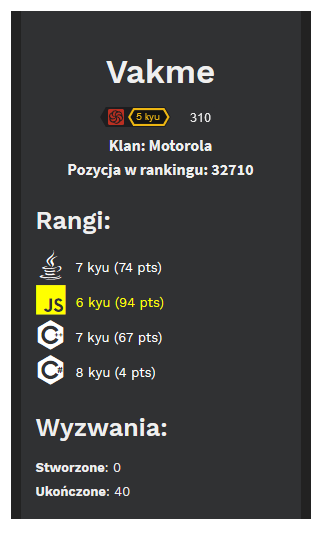 Vakme
5 kyu 310
Klan: Motorola
Pozycja w rankingu: 32710
Rangi:
7 kyu (74 pts)
JS 6 kyu (94 pts)
C++ 7 kyu (67 pts)
C# 8 kyu (4 pts)
Wyzwania:
Stworzone: 0
Ukończone: 40